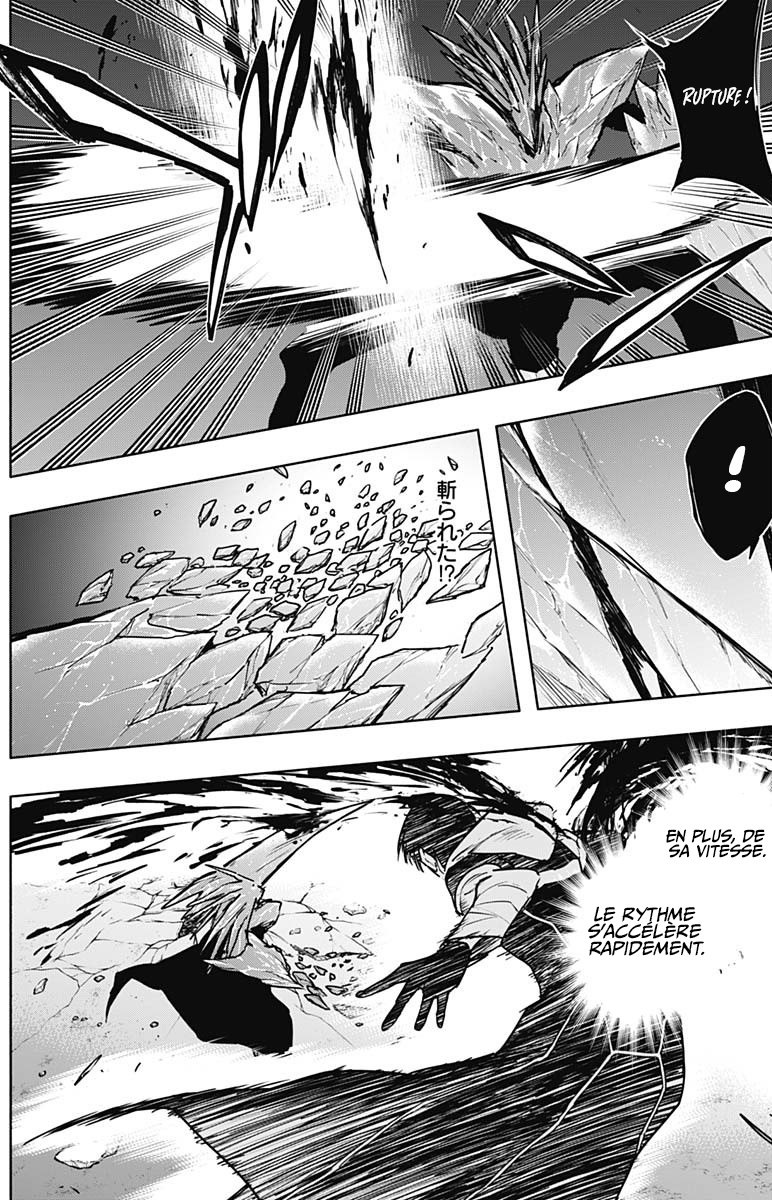 RUPTURE !
!
斬られた!?
EN PLUS, DE
SA VITESSE.
LE RYTHME
S'ACCÉLÈRE
RAPIDEMENT.